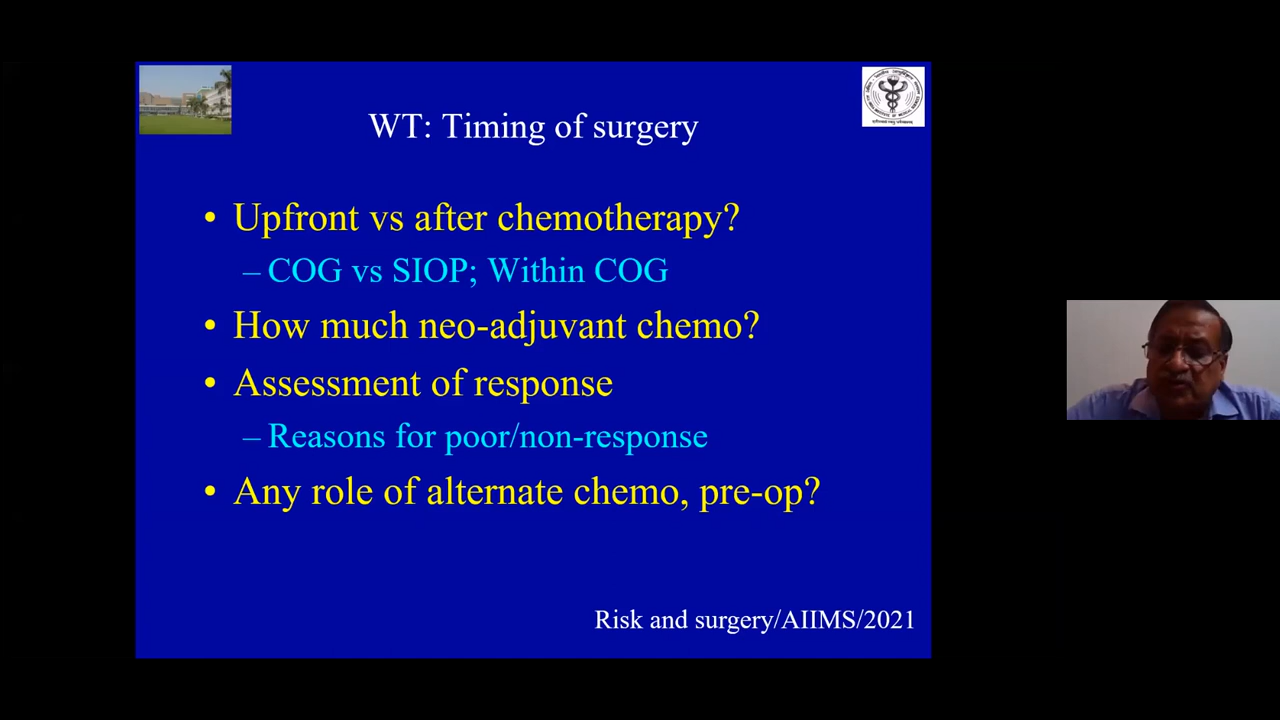 WT: Timing of surgery
• Upfront vs after chemotherapy?
– COG vs SIOP; Within COG
• How much neo-adjuvant chemo?
• Assessment of response
– Reasons for poor/non-response
• Any role of alternate chemo, pre-op?
Risk and surgery/AIIMS/2021